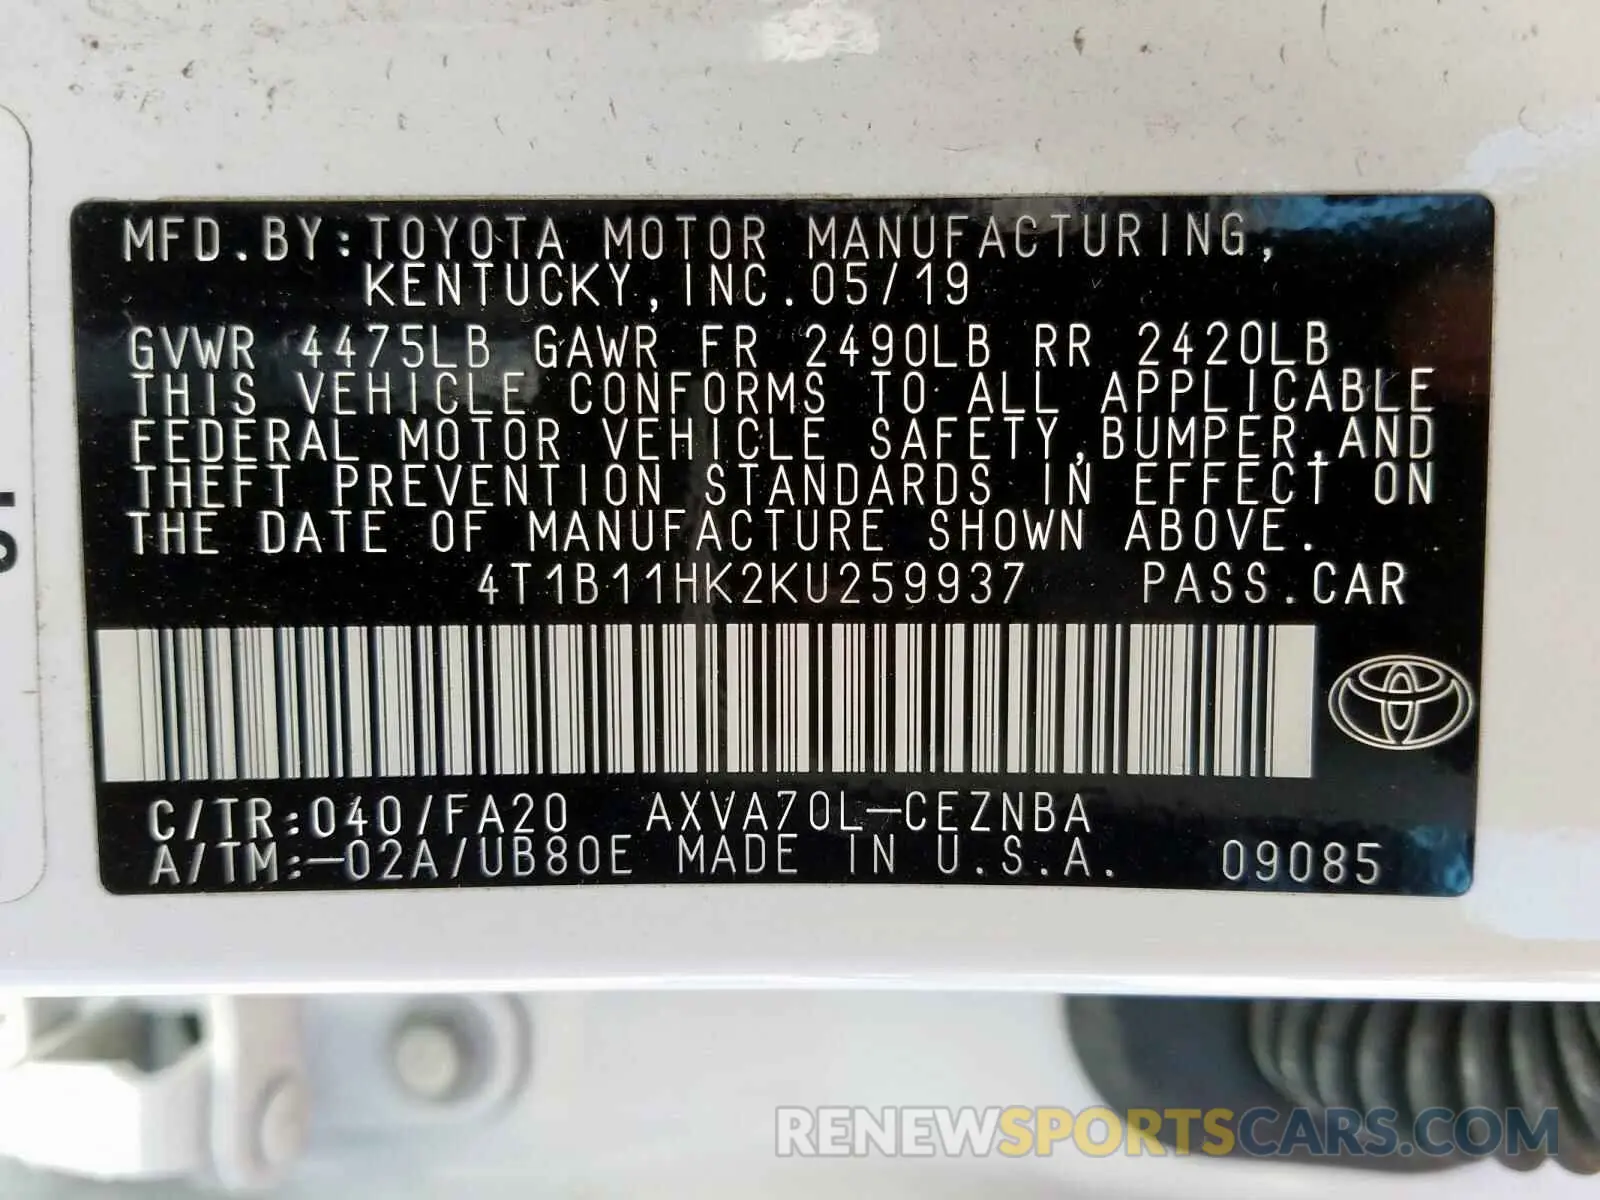 MFD.BY:TOYOTA MOTOR MANUFACTURING,
KENTUCKY,INC.05/19
GVWR 4475LB GAWR FR 2490LB RR 2420LB
THIS VEHICLE CONFORMS TO ALL APPLICABLE
FEDERAL MOTOR VEHICLE SAFETY,BUMPER,AND
THEFT PREVENTION STANDARDS IN EFFECT ON
THE DATE OF MANUFACTURE SHOWN ABOVE.
4T1B11HK2KU259937 PASS.CAR
C/TR:040/FA20 AXVA70L-CEZNBA
A/TM:-02A/UB80E MADE IN U.S.A. 09085
RENEWSPORTSCARS.COM